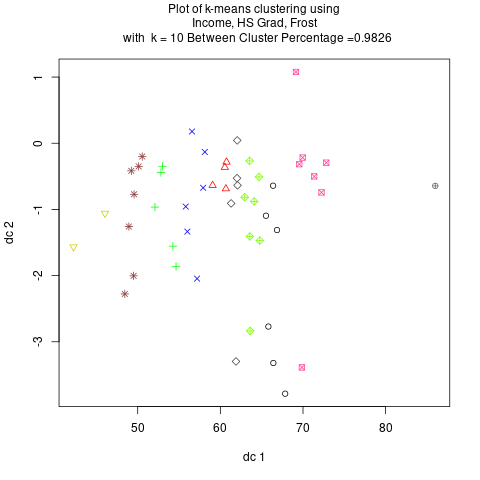 Plot of k-means clustering using
Income, HS Grad, Frost
with k = 10 Between Cluster Percentage =0.9826
1
0
-1
-2
-3
dc 2
50
60
70
80
dc 1